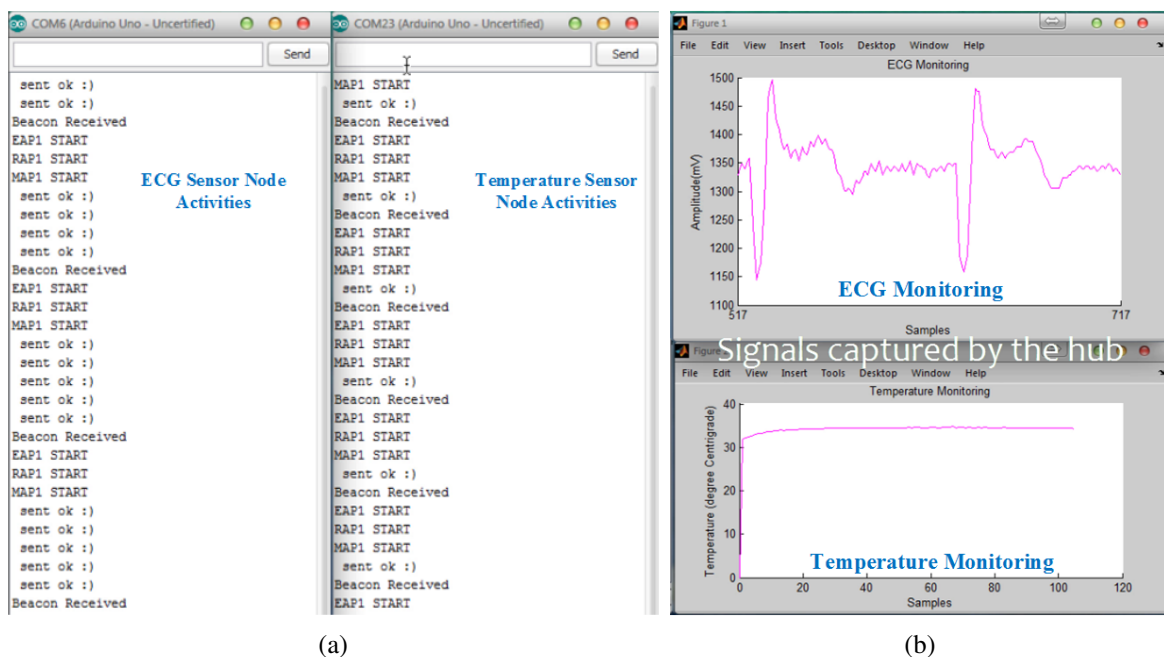 COM6 (Arduino Uno - Uncertified)
Send
sent ok :)
sent ok :)
Beacon Received
EAP1 START
RAP1 START
MAP1 START
sent ok :)
sent ok :)
sent ok :)
sent ok :)
Beacon Received
EAP1 START
RAP1 START
MAP1 START
sent ok :)
sent ok :)
sent ok :)
sent ok :)
sent ok :)
Beacon Received
EAP1 START
RAP1 START
MAP1 START
sent ok :)
sent ok :)
sent ok :)
sent ok :)
sent ok :)
Beacon Received
ECG Sensor Node
Activities
COM23 (Arduino Uno - Uncertified)
Send
MAP1 START
sent ok :)
Beacon Received
EAP1 START
RAP1 START
MAP1 START
sent ok :)
Beacon Received
EAP1 START
RAP1 START
MAP1 START
sent ok :)
Beacon Received
EAP1 START
RAP1 START
MAP1 START
sent ok :)
Beacon Received
EAP1 START
RAP1 START
MAP1 START
sent ok :)
Beacon Received
EAP1 START
RAP1 START
MAP1 START
sent ok :)
Beacon Received
EAP1 START
Temperature Sensor
Node Activities
(a)
Figure 1
File Edit View Insert Tools Desktop Window Help
ECG Monitoring
1500
1450
1400
1350
1300
1250
1200
1150
1100
Amplitude(mV)
517
717
Samples
ECG Monitoring
Signals captured by the hub
Figure
File Edit View Insert Tools Desktop Window Help
Temperature Monitoring
40
30
20
10
0
Temperature (degree Centrigrade)
0 20 40 60 80 100 120
Samples
Temperature Monitoring
(b)